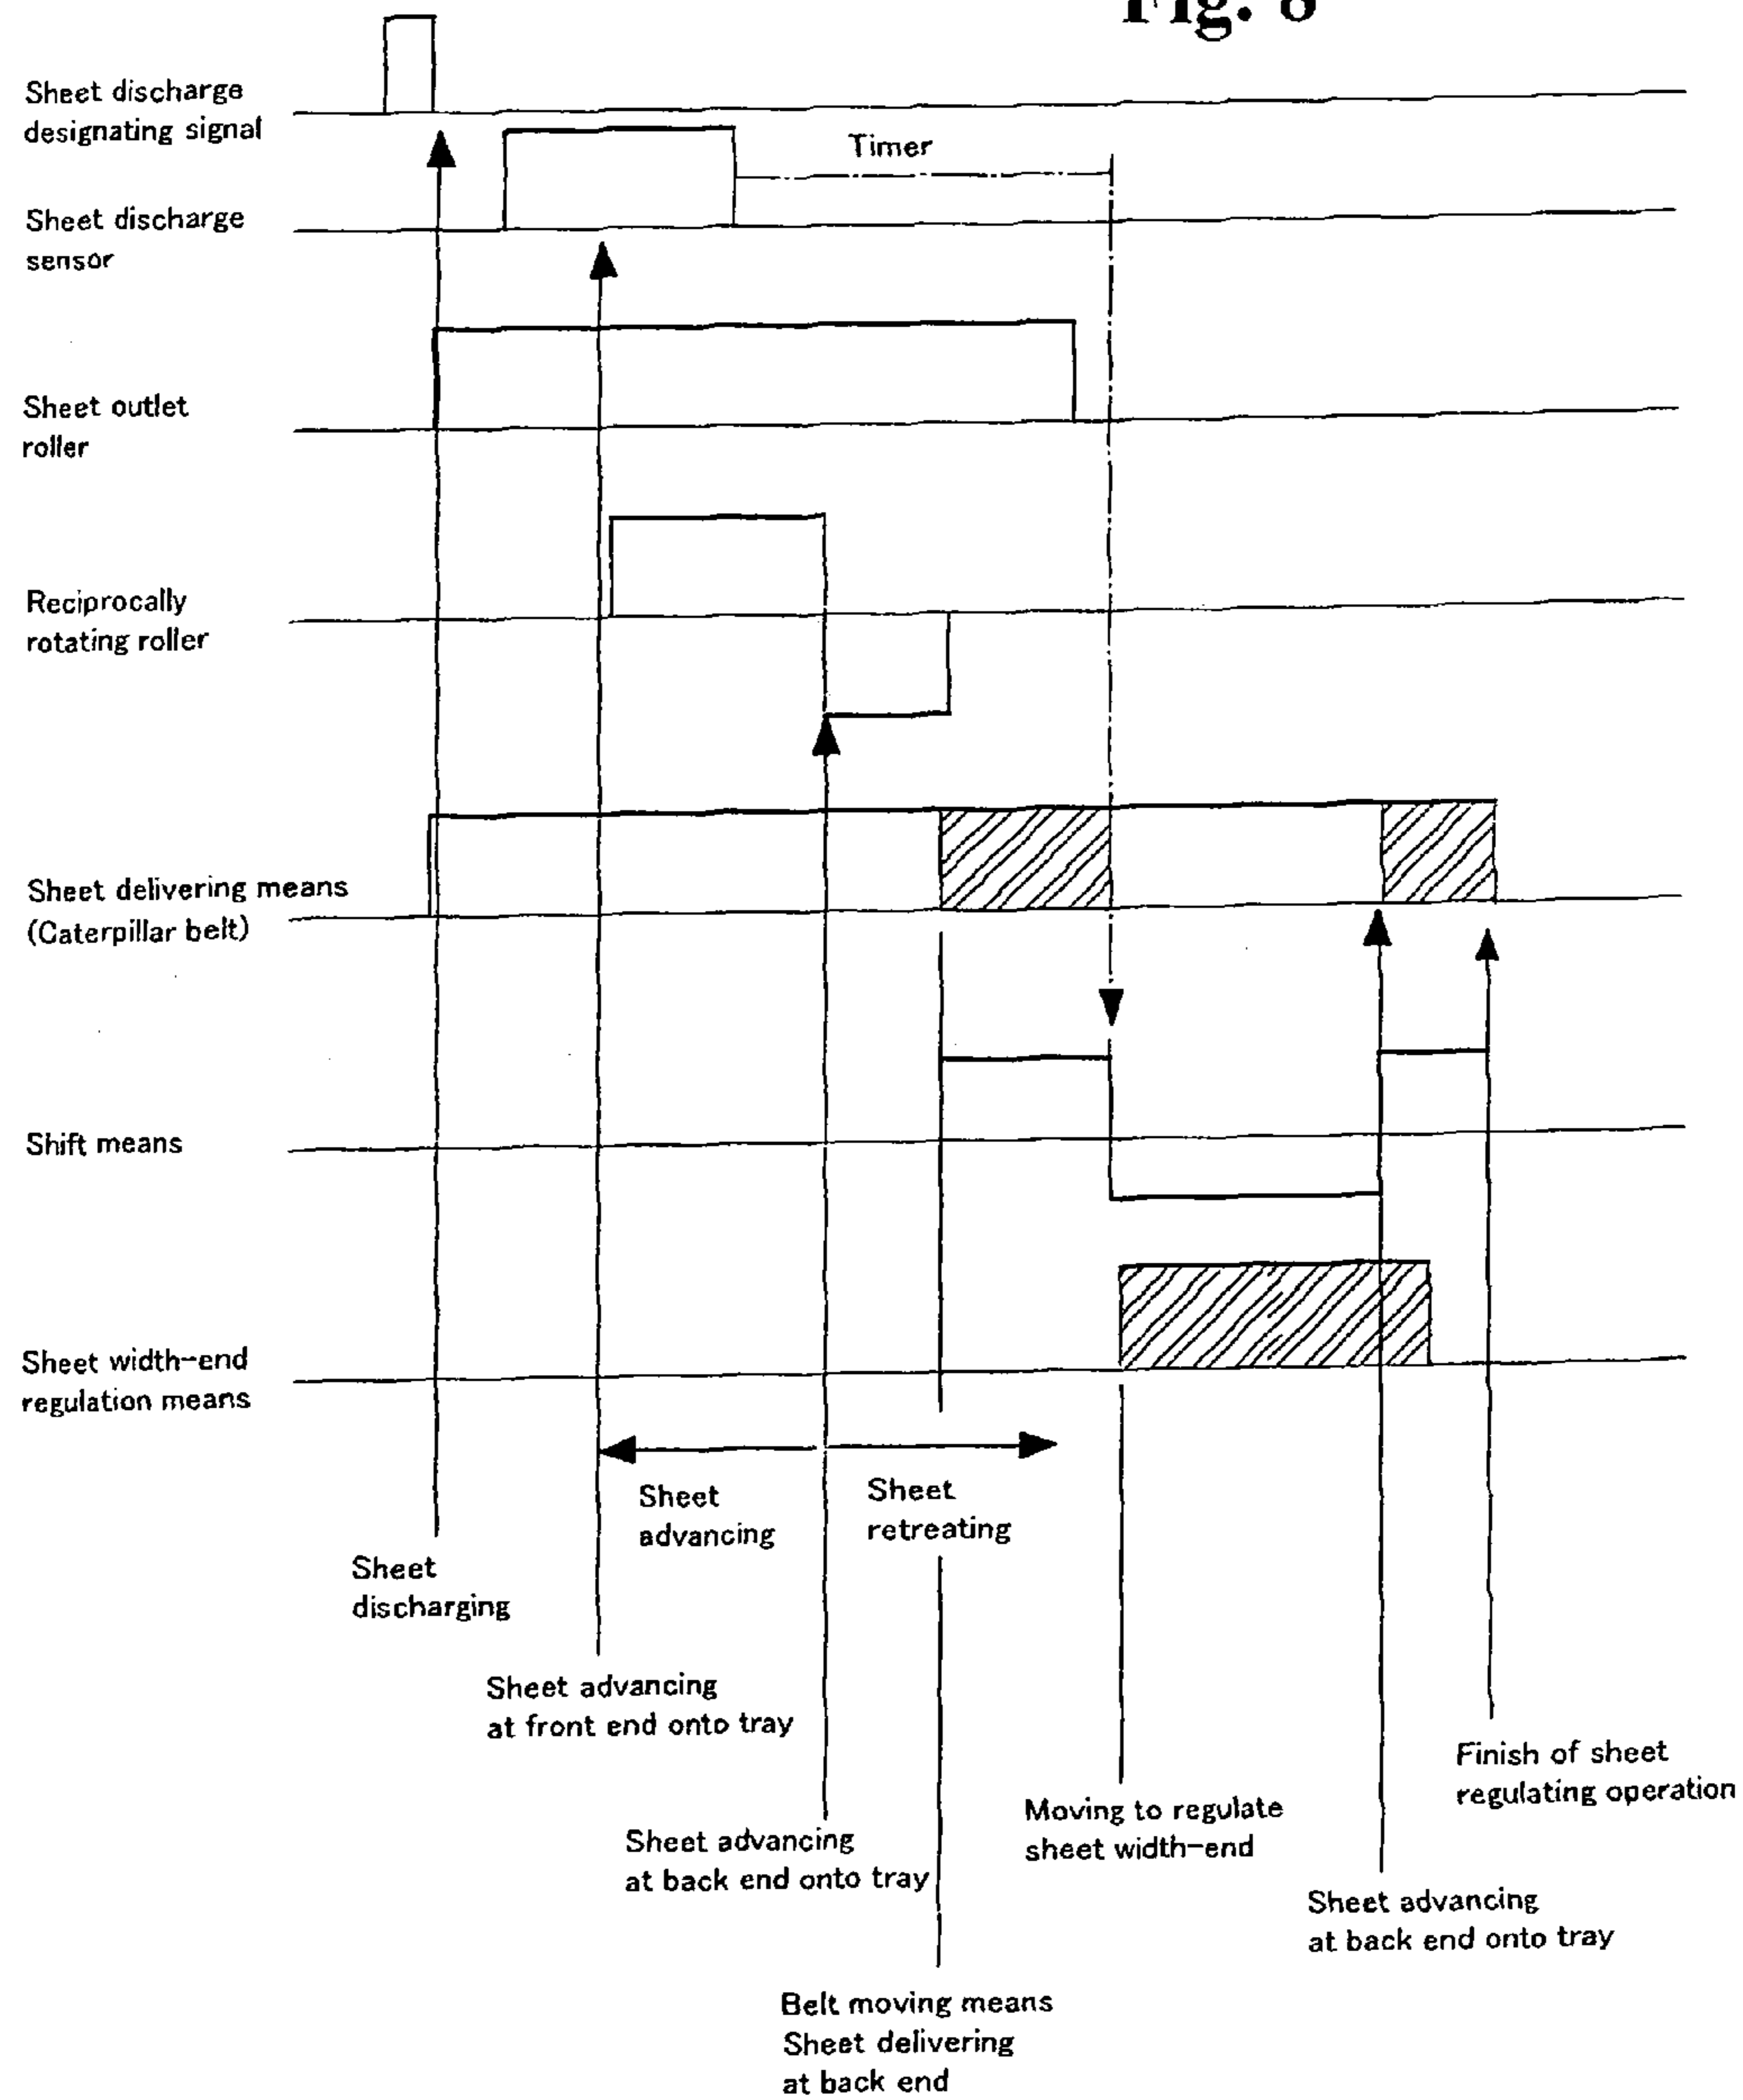 Fig. 8
Sheet discharge
designating signal
Timer
Sheet discharge
sensor
Sheet outlet
roller
Reciprocally
rotating roller
Sheet delivering means
(Caterpillar belt)
Shift means
Sheet width-end
regulation means
Sheet
advancing
Sheet
retreating
Sheet
discharging
Sheet advancing
at front end onto tray
Finish of sheet
regulating operation
Moving to regulate
sheet width-end
Sheet advancing
at back end onto tray
Sheet advancing
at back end onto tray
Belt moving means
Sheet delivering
at back end